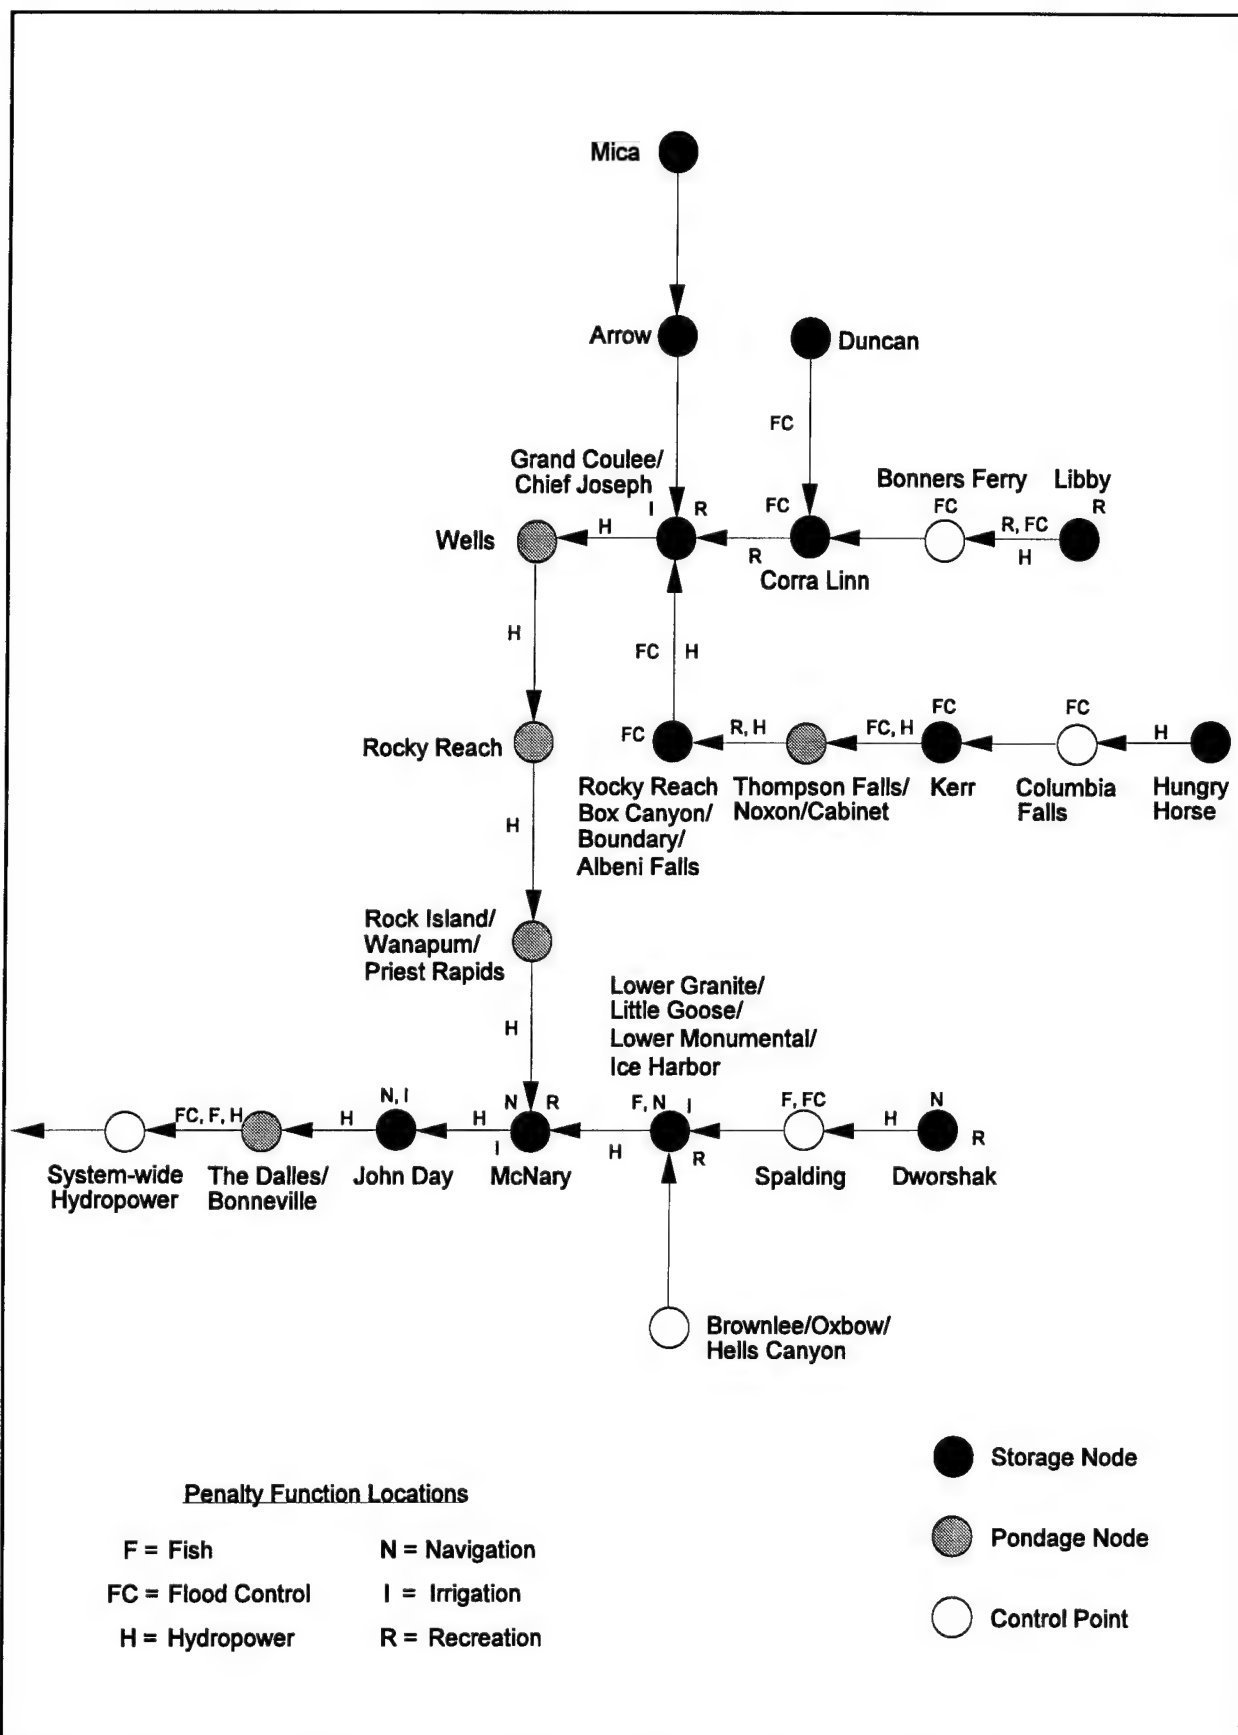 Mica
Arrow
Duncan
FC
Grand Coulee/
Chief Joseph
I
R
FC
Bonners Ferry
FC
Libby
R
Wells
H
R
Corra Linn
R, FC
H
H
FC
H
Rocky Reach
FC
R, H
FC, H
FC
FC
H
Rocky Reach
Box Canyon/
Boundary/
Albeni Falls
Thompson Falls/
Noxon/Cabinet
Kerr
Columbia
Falls
Hungry
Horse
H
Rock Island/
Wanapum/
Priest Rapids
H
Lower Granite/
Little Goose/
Lower Monumental/
Ice Harbor
FC, F, H
H
N, I
H
I
N
R
H
F, N
I
R
F, FC
H
N
R
System-wide
Hydropower
The Dalles/
Bonneville
John Day
McNary
Spalding
Dworshak
Brownlee/Oxbow/
Hells Canyon
Storage Node
Pondage Node
Control Point
Penalty Function Locations
F = Fish
N = Navigation
FC = Flood Control
I = Irrigation
H = Hydropower
R = Recreation